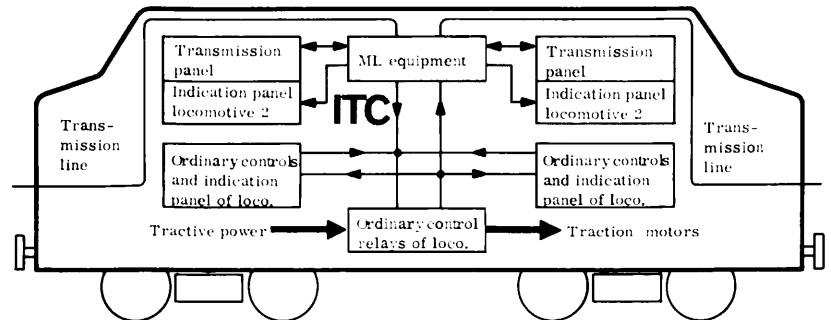 Transmission
panel
Indication panel
locomotive 2
ML equipment
Transmission
panel
Indication panel
locomotive 2
ITC
Trans-
mission
line
Trans-
mission
line
Ordinary controls
and indication
panel of loco.
Ordinary controls
and indication
panel of loco.
Tractive power
Ordinary control
relays of loco.
Traction motors